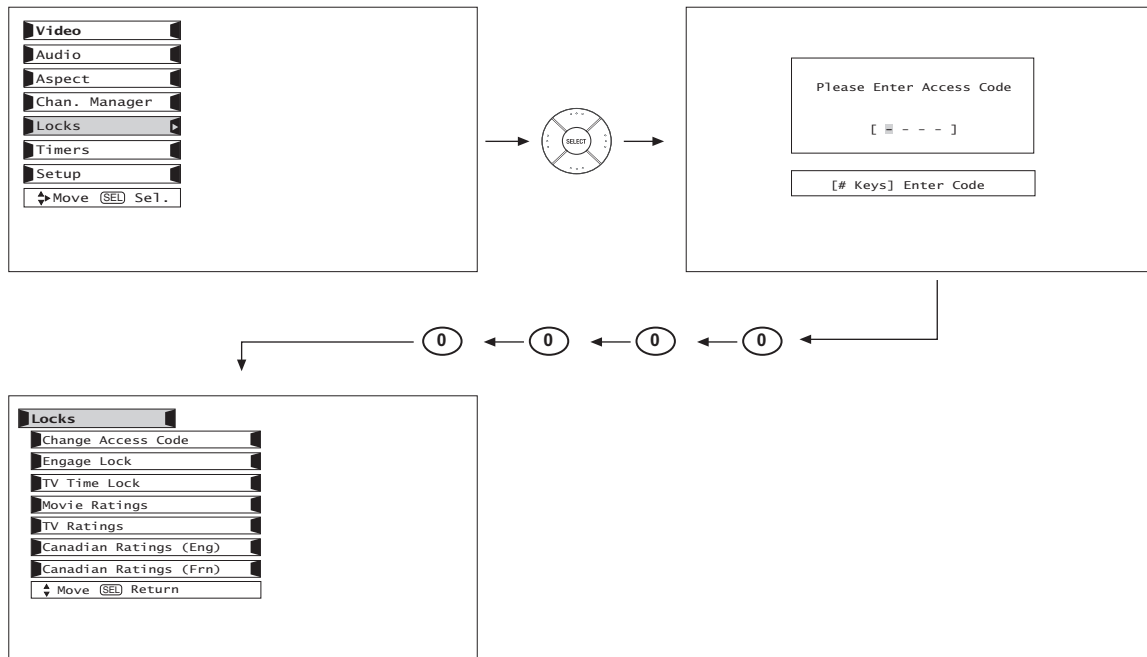 Video
Audio
Aspect
Chan. Manager
Locks
Timers
Setup
Move SEL Sel.
SELECT
Please Enter Access Code
[ - - - - ]
[# Keys] Enter Code
0 0 0 0
Locks
Change Access Code
Engage Lock
TV Time Lock
Movie Ratings
TV Ratings
Canadian Ratings (Eng)
Canadian Ratings (Frn)
Move SEL Return